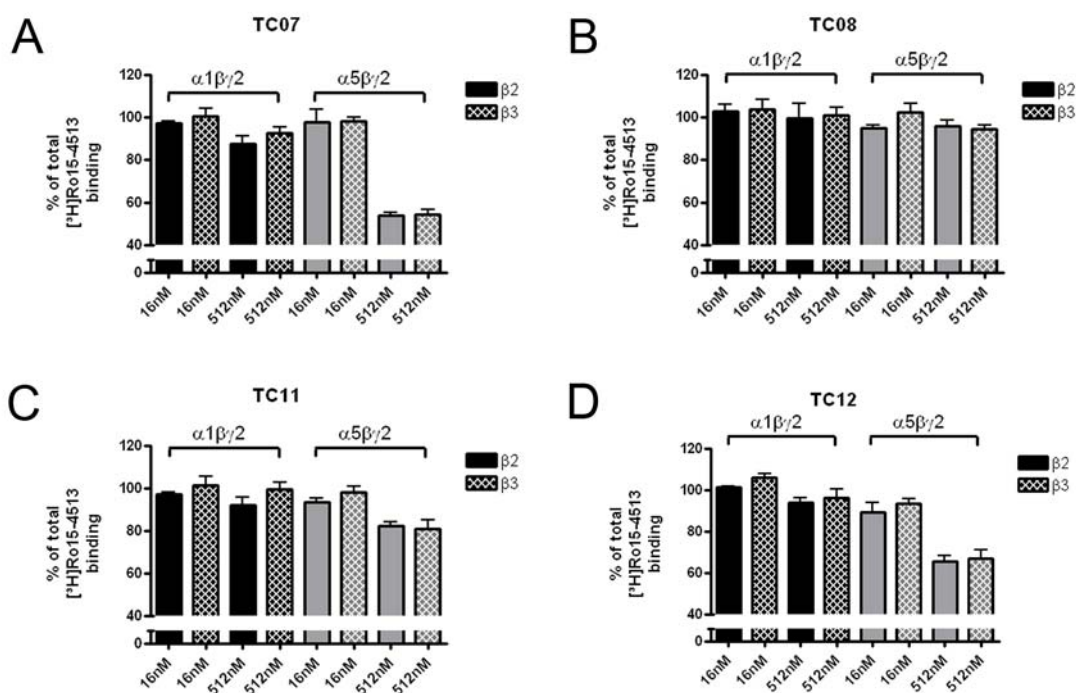 A
TC07
α1βγ2 α5βγ2
120
100
80
60
40
0
% of total
[³H]Ro15-4513
binding
β2
β3
16nM 16nM 512nM 512nM 16nM 16nM 512nM 512nM
B
TC08
α1βγ2 α5βγ2
120
100
80
60
40
0
% of total
[³H]Ro15-4513
binding
β2
β3
16nM 16nM 512nM 512nM 16nM 16nM 512nM 512nM
C
TC11
α1βγ2 α5βγ2
120
100
80
60
40
0
% of total
[³H]Ro15-4513
binding
β2
β3
16nM 16nM 512nM 512nM 16nM 16nM 512nM 512nM
D
TC12
α1βγ2 α5βγ2
120
100
80
60
40
0
% of total
[³H]Ro15-4513
binding
β2
β3
16nM 16nM 512nM 512nM 16nM 16nM 512nM 512nM